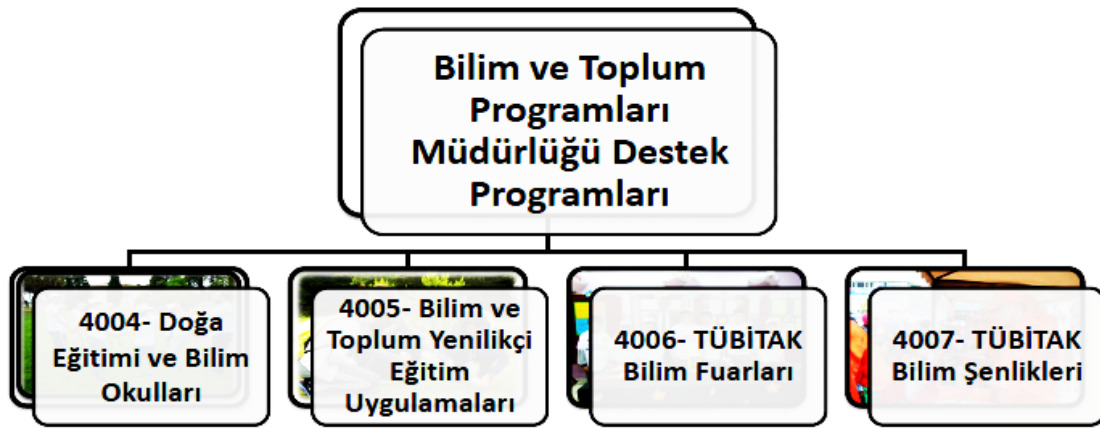 Bilim ve Toplum
Programları
Müdürlüğü Destek
Programları
4004- Doğa
Eğitimi ve Bilim
Okulları
4005- Bilim ve
Toplum Yenilikçi
Eğitim
Uygulamaları
4006- TÜBİTAK
Bilim Fuarları
4007- TÜBİTAK
Bilim Şenlikleri